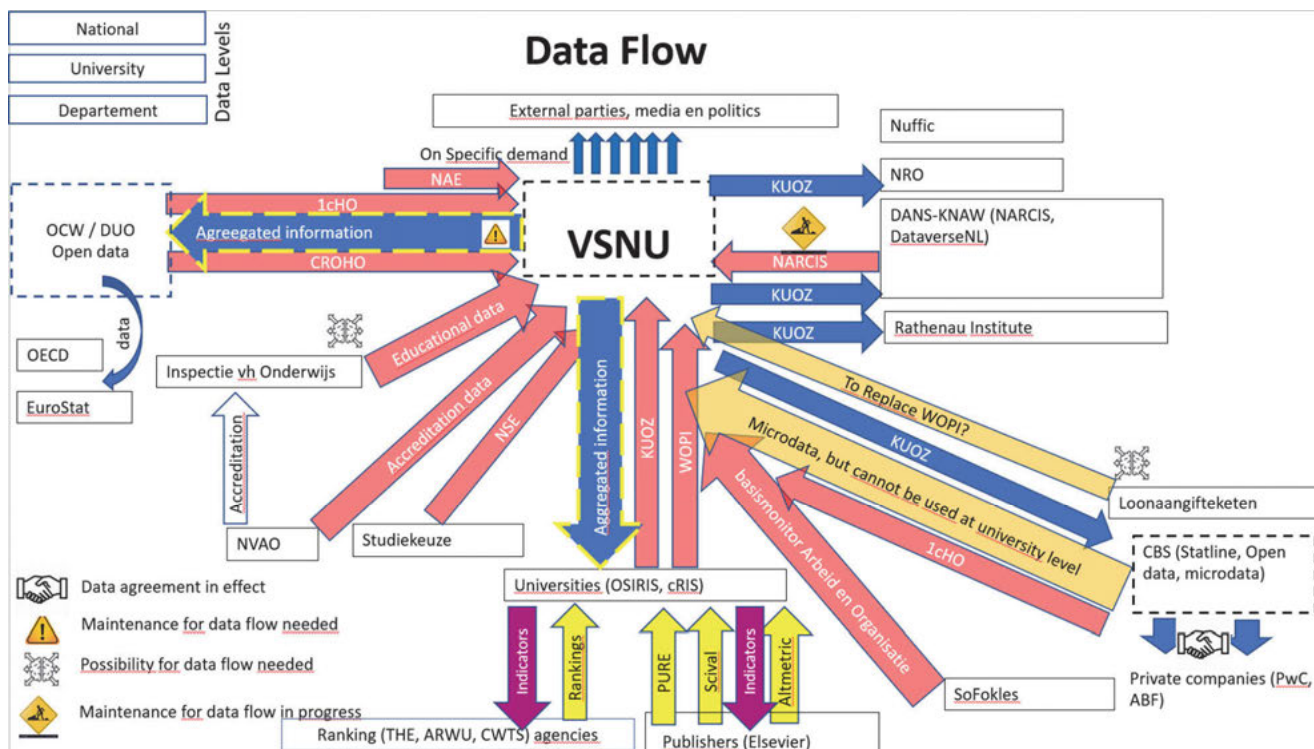 National
University
Departement
Data Levels
Data Flow
External parties, media en politics
On Specific demand
NAE
1cHO
Agreegated information
CROHO
OCW / DUO
Open data
data
OECD
EuroStat
VSNU
KUOZ
NARCIS
KUOZ
KUOZ
Nuffic
NRO
DANS-KNAW (NARCIS,
DataverseNL)
Rathenau Institute
Inspectie vh Onderwijs
Educational data
Accreditation data
NSE
Accreditation
NVAO
Studiekeuze
Aggregated information
KUOZ
WOPI
To Replace WOPI?
KUOZ
Microdata, but cannot be used at university level
1cHO
basismonitor Arbeid en Organisatie
Loonaangifteketen
CBS (Statline, Open
data, microdata)
Private companies (PwC,
ABF)
SoFokles
Universities (OSIRIS, cRIS)
Indicators
Rankings
PURE
Scival
Indicators
Altmetric
Ranking (THE, ARWU, CWTS) agencies
Publishers (Elsevier)
Data agreement in effect
Maintenance for data flow needed
Possibility for data flow needed
Maintenance for data flow in progress